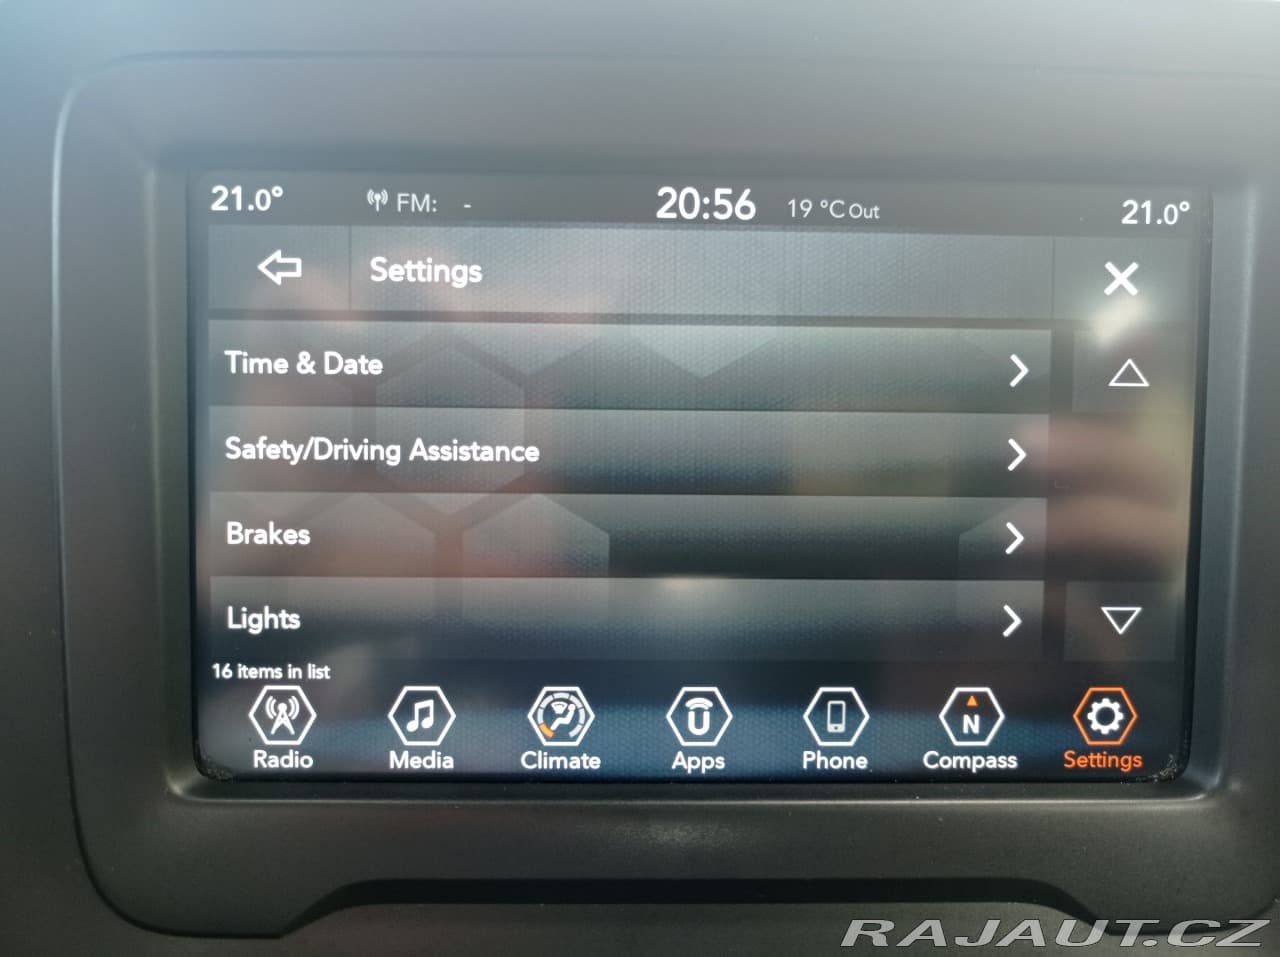 21.0°
FM: -
20:56
19 °C Out
21.0°
Settings
Time & Date
Safety/Driving Assistance
Brakes
Lights
16 items in list
N
Radio
Media
Climate
Apps
Phone
Compass
Settings
RAJAUT.CZ